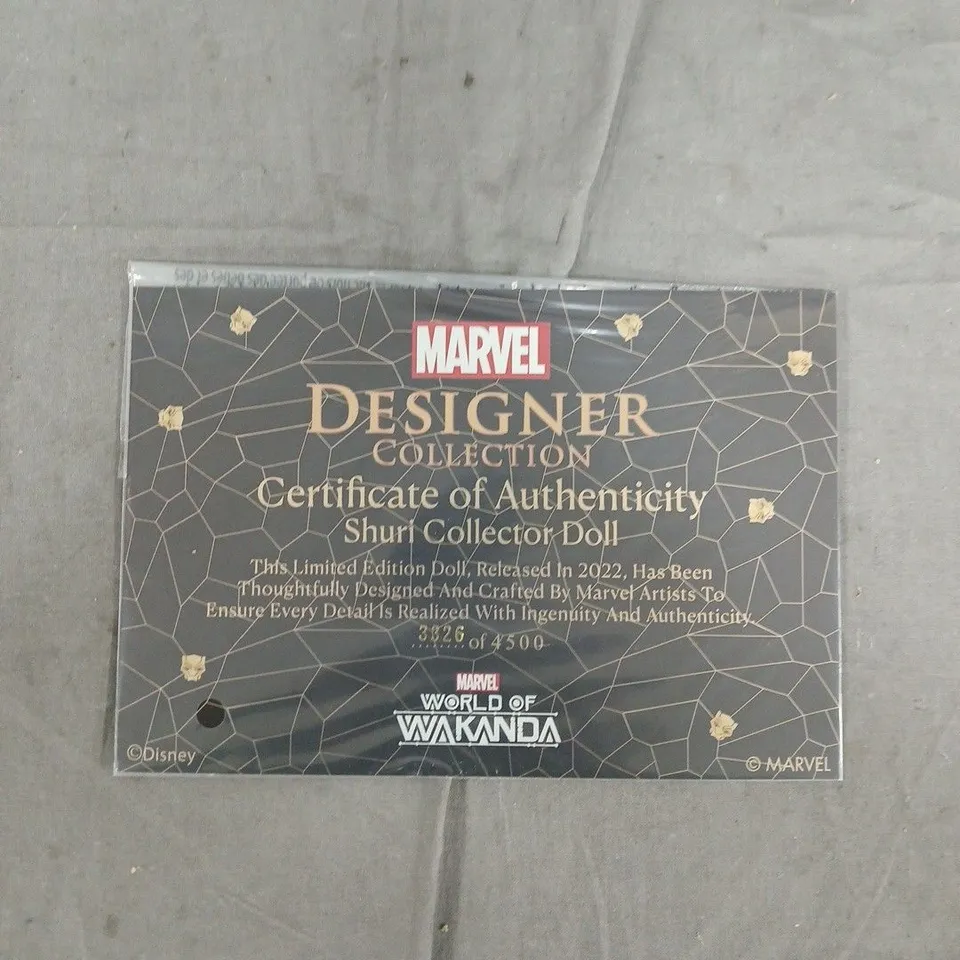 MARVEL
DESIGNER
COLLECTION
Certificate of Authenticity
Shuri Collector Doll
This Limited Edition Doll, Released In 2022, Has Been
Thoughtfully Designed And Crafted By Marvel Artists To
Ensure Every Detail Is Realized With Ingenuity And Authenticity.
3826 of 4500
MARVEL
WORLD OF
WAKANDA
©Disney
© MARVEL